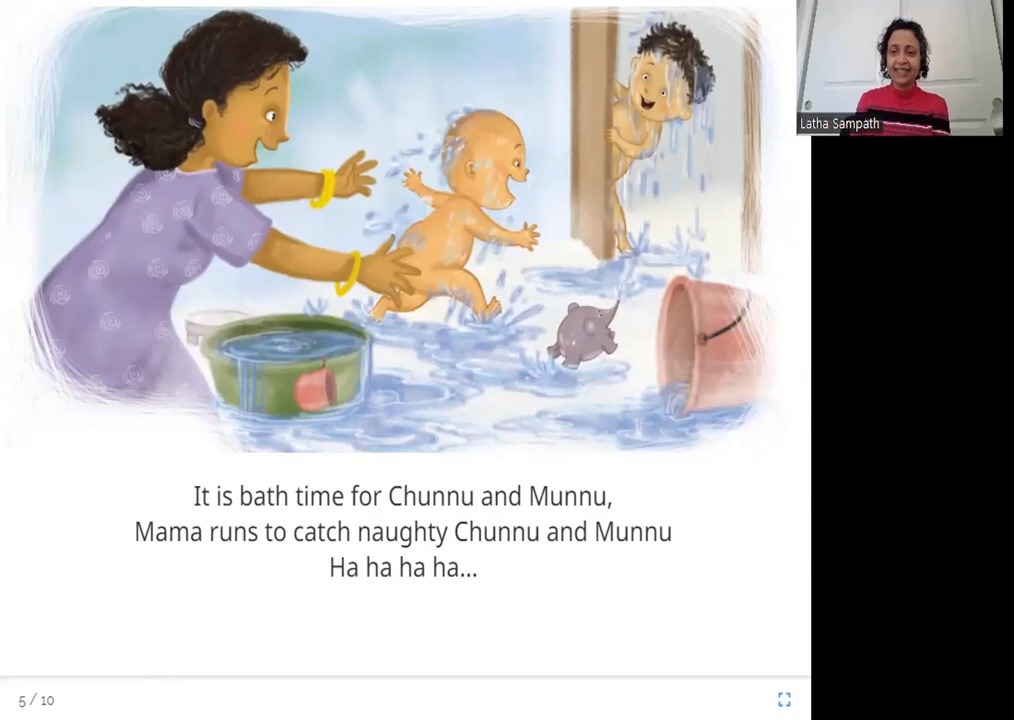 Latha Sampath
It is bath time for Chunnu and Munnu,
Mama runs to catch naughty Chunnu and Munnu
Ha ha ha ha...
5 / 10